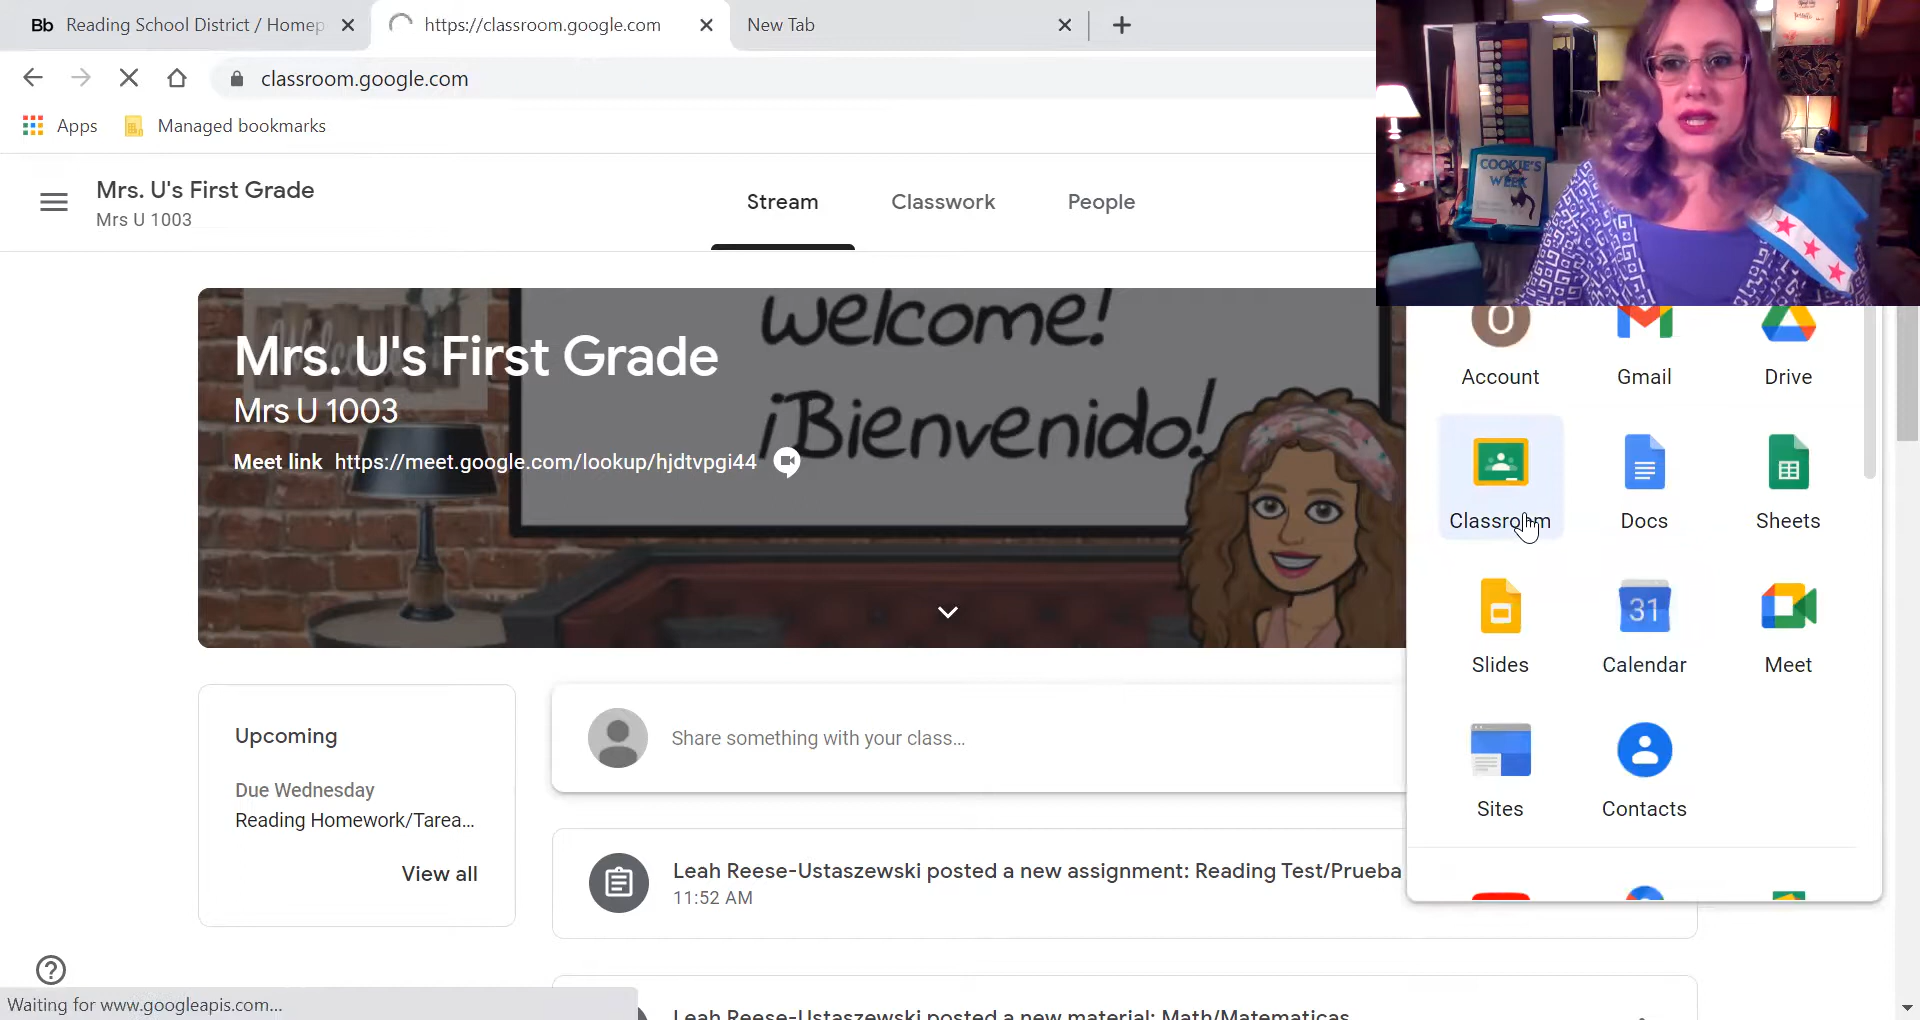 Bb Reading School District / Homep
https://classroom.google.com
New Tab
classroom.google.com
Apps
Managed bookmarks
Mrs. U's First Grade
Mrs U 1003
Stream
Classwork
People
COOKIE'S
WEEK
Welcome!
¡Bienvenido!
Mrs. U's First Grade
Mrs U 1003
Meet link https://meet.google.com/lookup/hjdtvpgi44
O
Account
Gmail
Drive
Classroom
Docs
Sheets
31
Slides
Calendar
Meet
Sites
Contacts
Upcoming
Due Wednesday
Reading Homework/Tarea...
View all
Share something with your class...
Leah Reese-Ustaszewski posted a new assignment: Reading Test/Prueba
11:52 AM
Leah Reese-Ustaszewski posted a new material: Math/Matematicas
Waiting for www.googleapis.com...